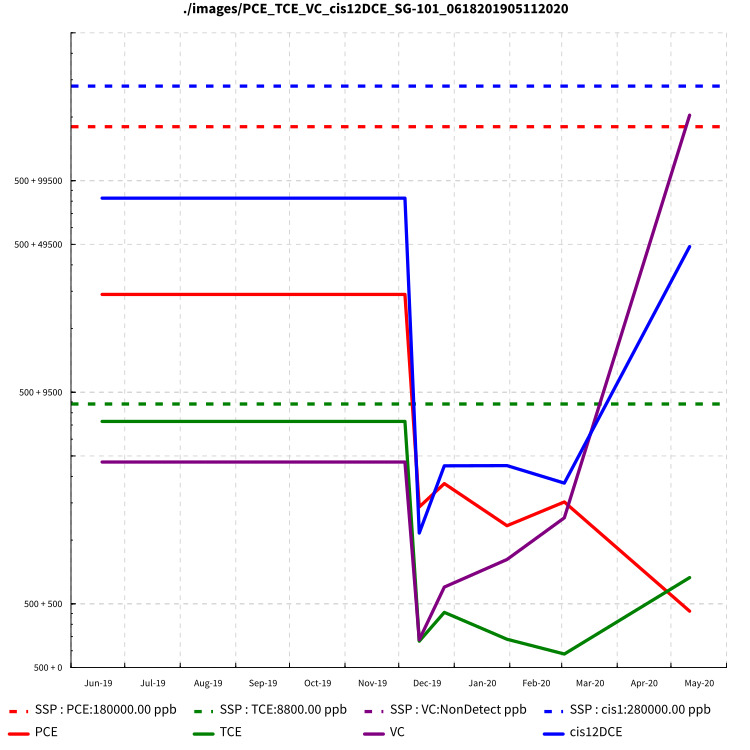 ./images/PCE_TCE_VC_cis12DCE_SG-101_0618201905112020
500 + 99500
500 + 49500
500 + 9500
500 + 500
500 + 0
Jun-19 Jul-19 Aug-19 Sep-19 Oct-19 Nov-19 Dec-19 Jan-20 Feb-20 Mar-20 Apr-20 May-20
SSP : PCE:180000.00 ppb SSP : TCE:8800.00 ppb SSP : VC:NonDetect ppb SSP : cis1:280000.00 ppb
PCE TCE VC cis12DCE